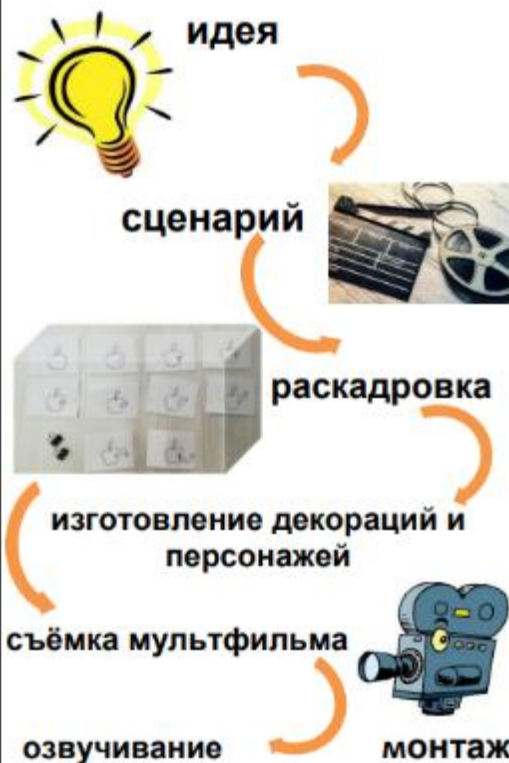 идея
сценарий
раскадровка
изготовление декораций и
персонажей
съёмка мультфильма
озвучивание
монтаж